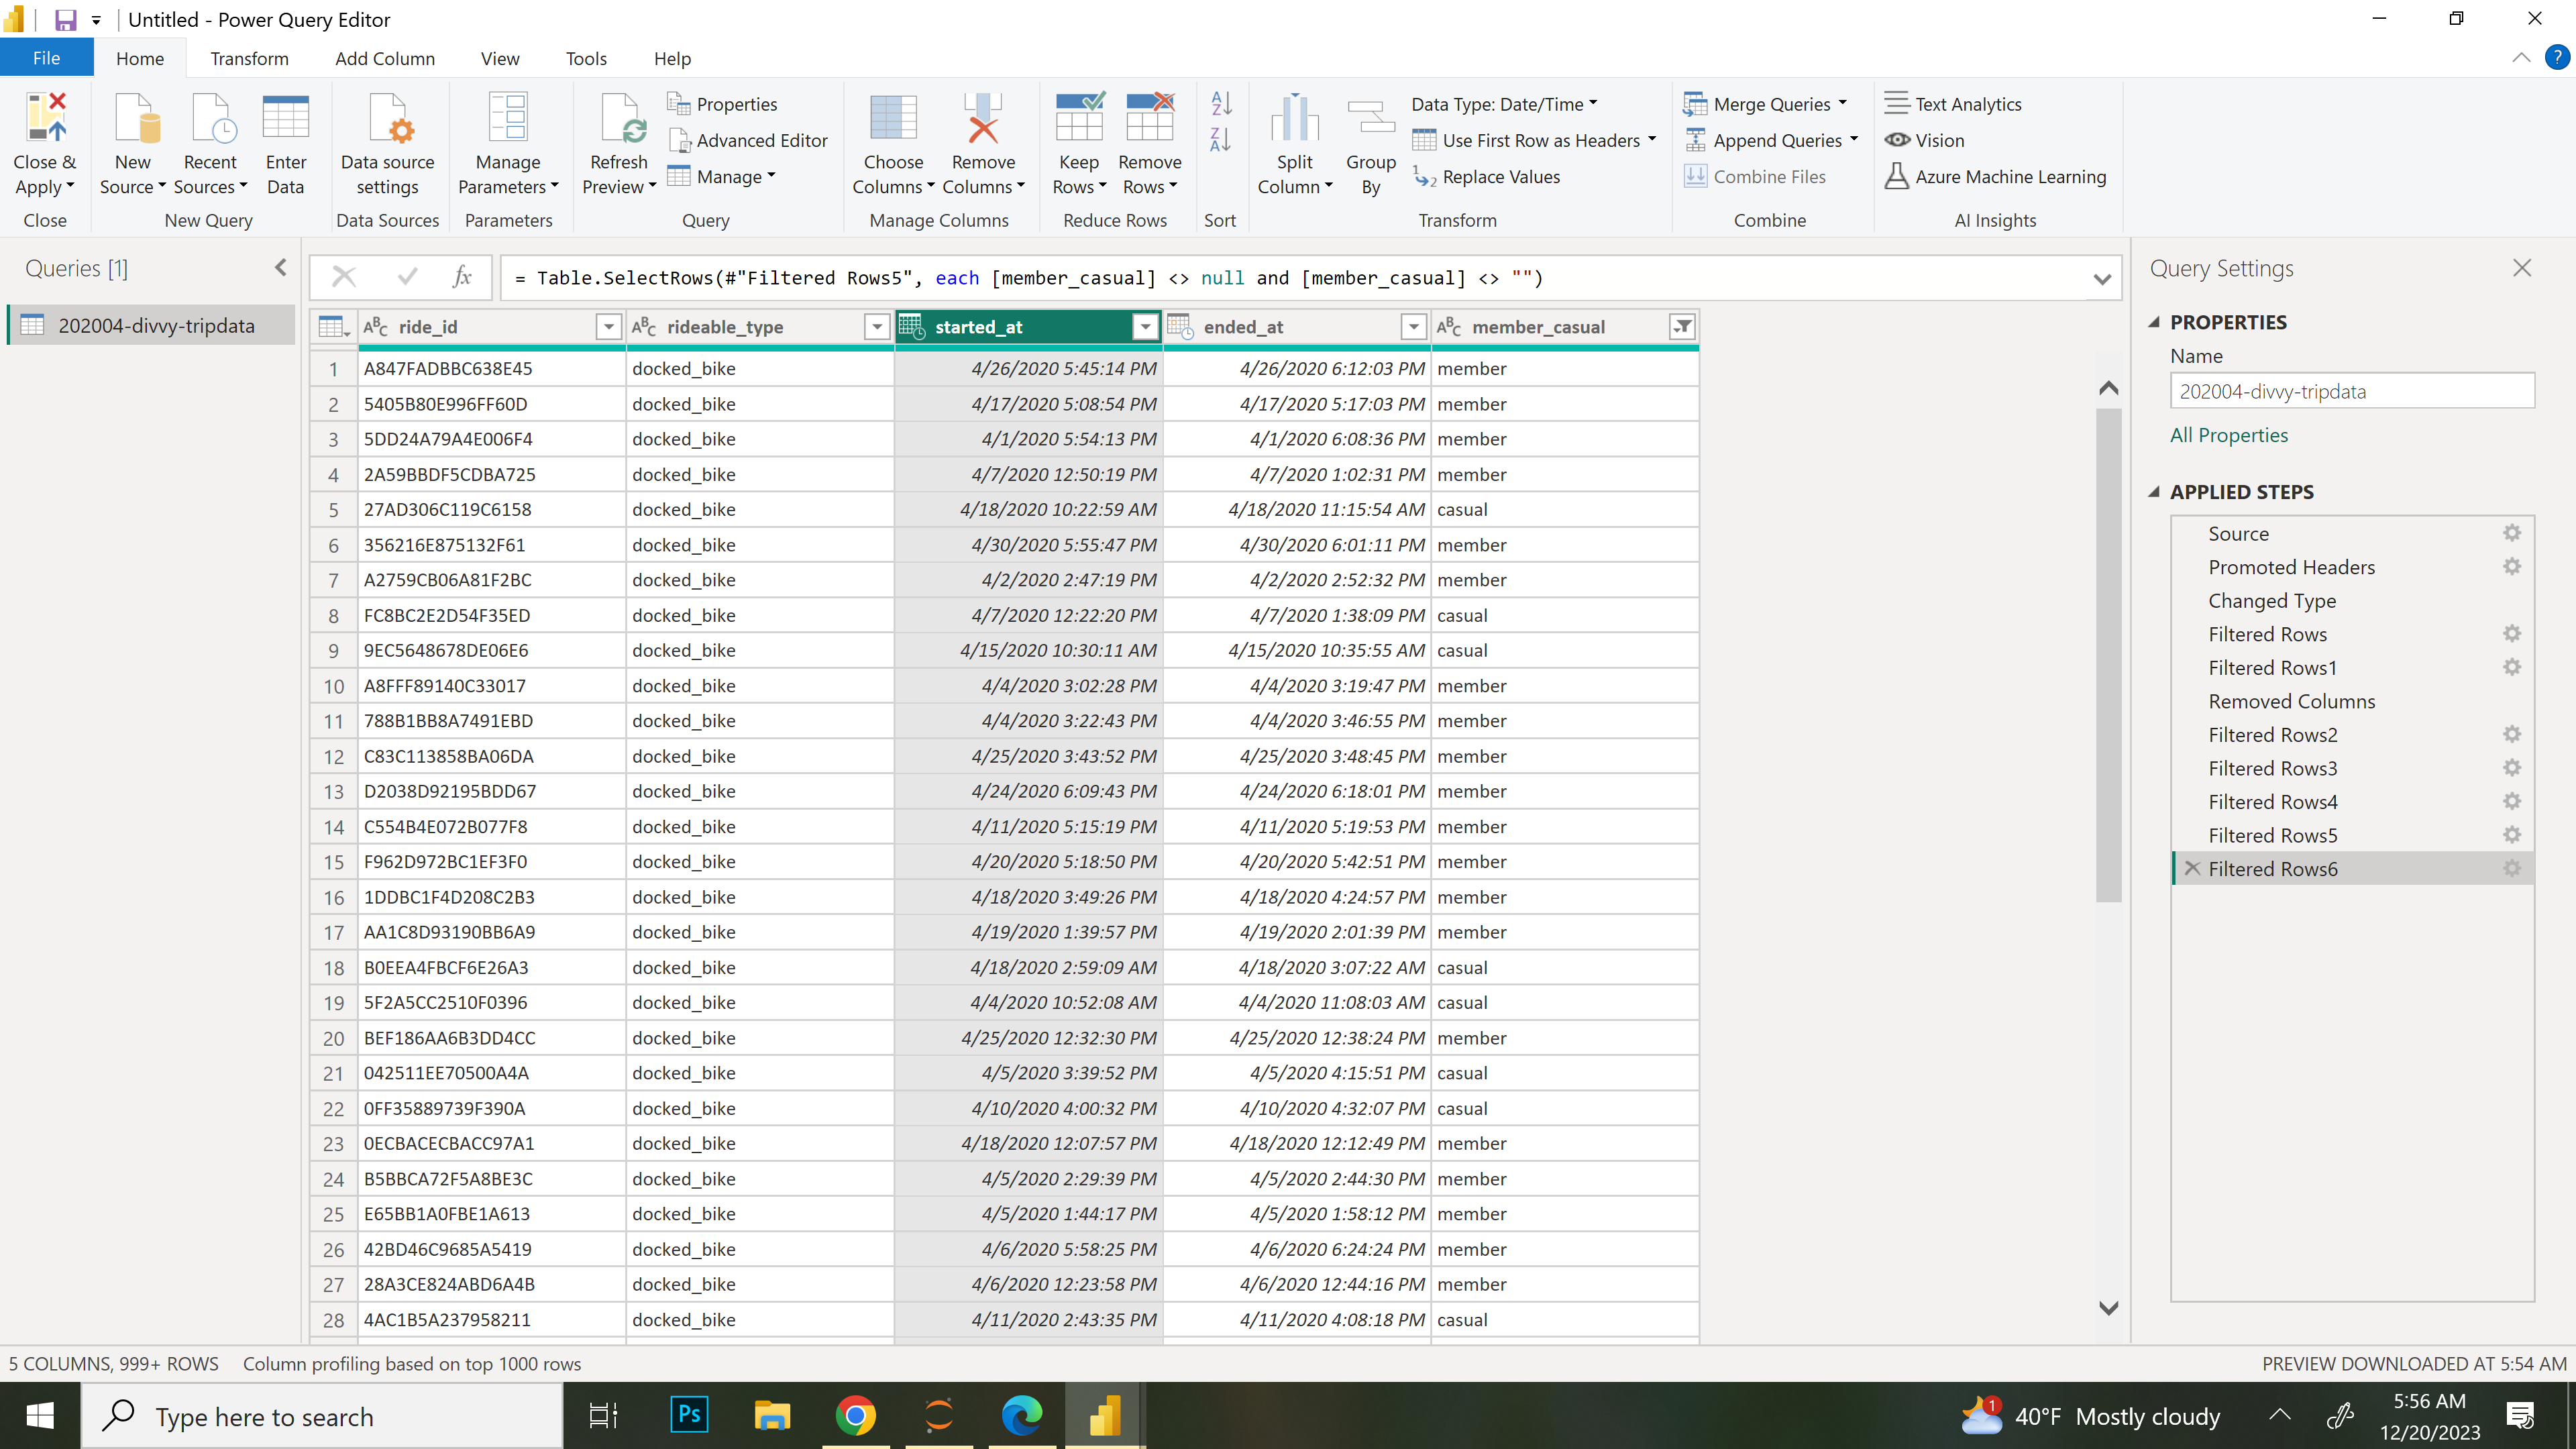 Untitled - Power Query Editor
File Home Transform Add Column View Tools Help
Close & Apply
New Source
Recent Sources
Enter Data
Data source settings
Manage Parameters
Refresh Preview
Properties
Advanced Editor
Manage
Choose Columns
Remove Columns
Keep Rows
Remove Rows
Split Column
Group By
Data Type: Date/Time
Use First Row as Headers
Replace Values
Merge Queries
Append Queries
Combine Files
Text Analytics
Vision
Azure Machine Learning
Close New Query Data Sources Parameters Query Manage Columns Reduce Rows Sort Transform Combine AI Insights
Queries [1]
202004-divvy-tripdata
fx = Table.SelectRows(#"Filtered Rows5", each [member_casual] <> null and [member_casual] <> "")
ABC ride_id ABC rideable_type started_at ended_at ABC member_casual
1 A847FADBBC638E45 docked_bike 4/26/2020 5:45:14 PM 4/26/2020 6:12:03 PM member
2 5405B80E996FF60D docked_bike 4/17/2020 5:08:54 PM 4/17/2020 5:17:03 PM member
3 5DD24A79A4E006F4 docked_bike 4/1/2020 5:54:13 PM 4/1/2020 6:08:36 PM member
4 2A59BBDF5CDBA725 docked_bike 4/7/2020 12:50:19 PM 4/7/2020 1:02:31 PM member
5 27AD306C119C6158 docked_bike 4/18/2020 10:22:59 AM 4/18/2020 11:15:54 AM casual
6 356216E875132F61 docked_bike 4/30/2020 5:55:47 PM 4/30/2020 6:01:11 PM member
7 A2759CB06A81F2BC docked_bike 4/2/2020 2:47:19 PM 4/2/2020 2:52:32 PM member
8 FC8BC2E2D54F35ED docked_bike 4/7/2020 12:22:20 PM 4/7/2020 1:38:09 PM casual
9 9EC5648678DE06E6 docked_bike 4/15/2020 10:30:11 AM 4/15/2020 10:35:55 AM casual
10 A8FFF89140C33017 docked_bike 4/4/2020 3:02:28 PM 4/4/2020 3:19:47 PM member
11 788B1BB8A7491EBD docked_bike 4/4/2020 3:22:43 PM 4/4/2020 3:46:55 PM member
12 C83C113858BA06DA docked_bike 4/25/2020 3:43:52 PM 4/25/2020 3:48:45 PM member
13 D2038D92195BDD67 docked_bike 4/24/2020 6:09:43 PM 4/24/2020 6:18:01 PM member
14 C554B4E072B077F8 docked_bike 4/11/2020 5:15:19 PM 4/11/2020 5:19:53 PM member
15 F962D972BC1EF3F0 docked_bike 4/20/2020 5:18:50 PM 4/20/2020 5:42:51 PM member
16 1DDBC1F4D208C2B3 docked_bike 4/18/2020 3:49:26 PM 4/18/2020 4:24:57 PM member
17 AA1C8D93190BB6A9 docked_bike 4/19/2020 1:39:57 PM 4/19/2020 2:01:39 PM member
18 B0EEA4FBCF6E26A3 docked_bike 4/18/2020 2:59:09 AM 4/18/2020 3:07:22 AM casual
19 5F2A5CC2510F0396 docked_bike 4/4/2020 10:52:08 AM 4/4/2020 11:08:03 AM casual
20 BEF186AA6B3DD4CC docked_bike 4/25/2020 12:32:30 PM 4/25/2020 12:38:24 PM member
21 042511EE70500A4A docked_bike 4/5/2020 3:39:52 PM 4/5/2020 4:15:51 PM casual
22 0FF35889739F390A docked_bike 4/10/2020 4:00:32 PM 4/10/2020 4:32:07 PM casual
23 0ECBACECBACC97A1 docked_bike 4/18/2020 12:07:57 PM 4/18/2020 12:12:49 PM member
24 B5BBCA72F5A8BE3C docked_bike 4/5/2020 2:29:39 PM 4/5/2020 2:44:30 PM member
25 E65BB1A0FBE1A613 docked_bike 4/5/2020 1:44:17 PM 4/5/2020 1:58:12 PM member
26 42BD46C9685A5419 docked_bike 4/6/2020 5:58:25 PM 4/6/2020 6:24:24 PM member
27 28A3CE824ABD6A4B docked_bike 4/6/2020 12:23:58 PM 4/6/2020 12:44:16 PM member
28 4AC1B5A237958211 docked_bike 4/11/2020 2:43:35 PM 4/11/2020 4:08:18 PM casual
Query Settings
PROPERTIES
Name
202004-divvy-tripdata
All Properties
APPLIED STEPS
Source
Promoted Headers
Changed Type
Filtered Rows
Filtered Rows1
Removed Columns
Filtered Rows2
Filtered Rows3
Filtered Rows4
Filtered Rows5
Filtered Rows6
5 COLUMNS, 999+ ROWS Column profiling based on top 1000 rows PREVIEW DOWNLOADED AT 5:54 AM
Type here to search
Ps
1
40°F Mostly cloudy
5:56 AM
12/20/2023